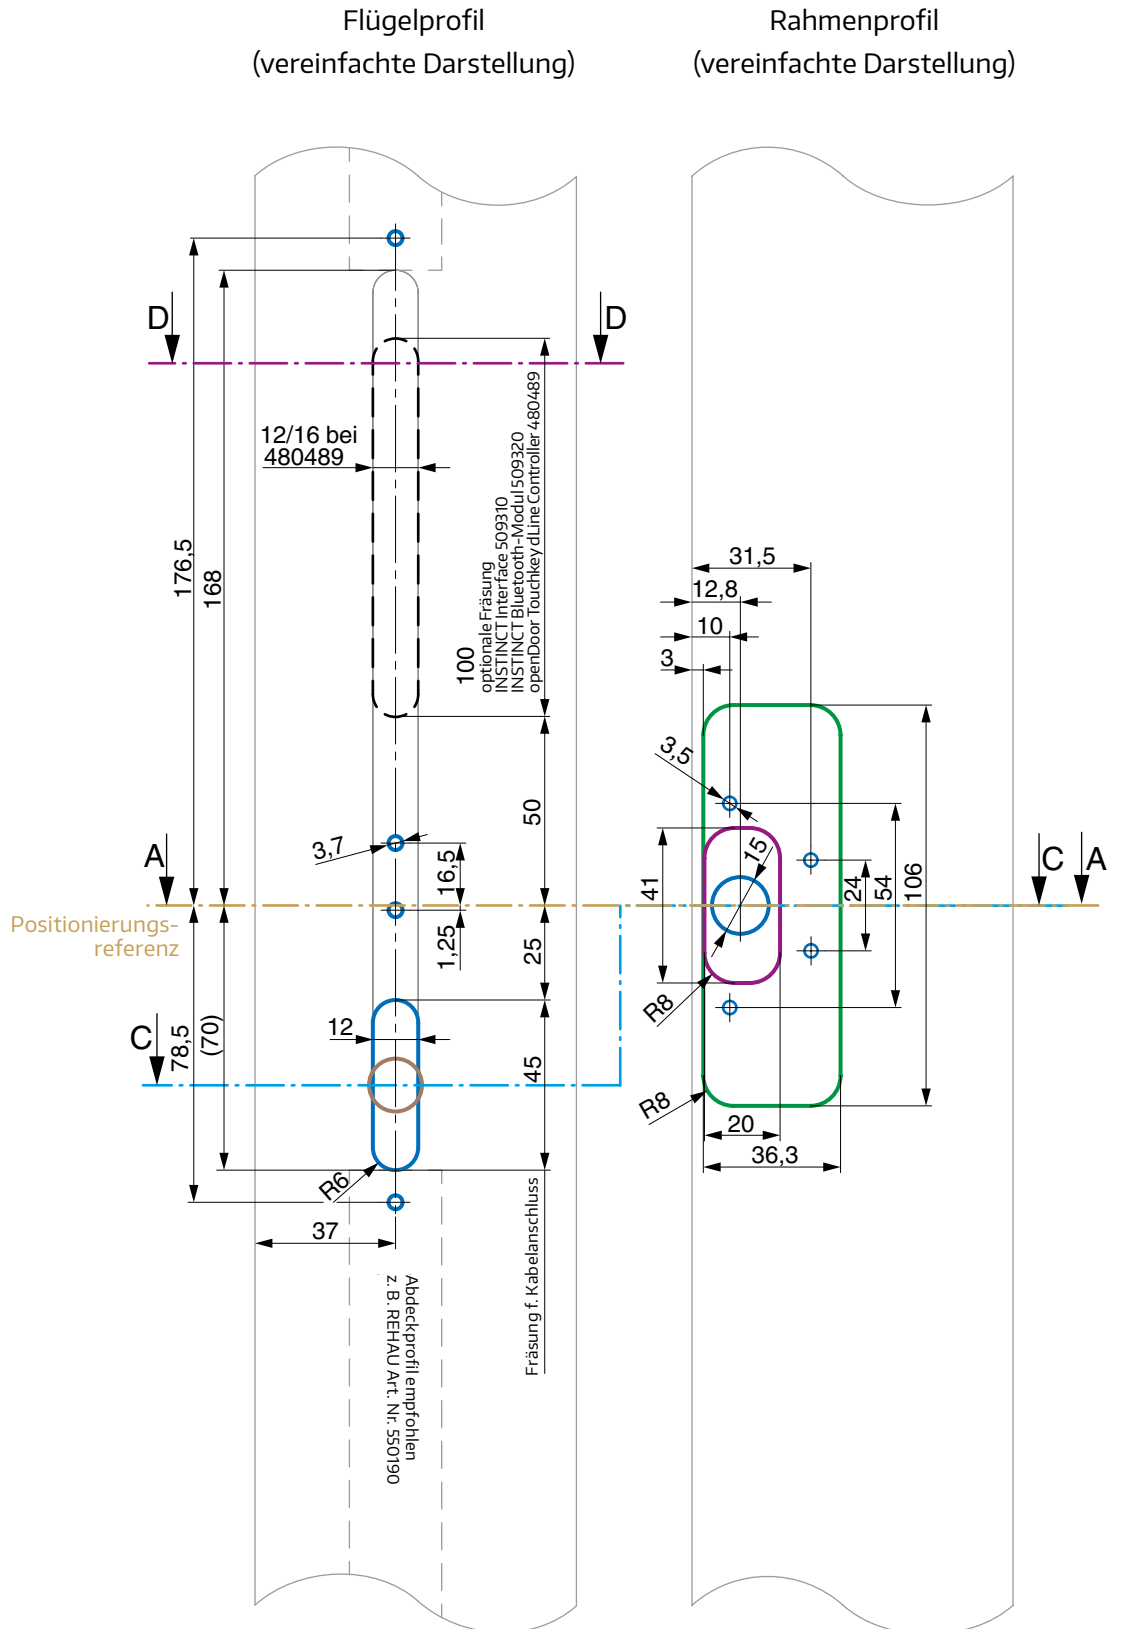 Flügelprofil
(vereinfachte Darstellung)
Rahmenprofil
(vereinfachte Darstellung)
D
D
12/16 bei
480489
176,5
168
100
optionale Fräsung
INSTINCT Interface 509310
INSTINCT Bluetooth-Modul 509320
openDoor Touchkey dLine Controller 480489
50
3,7
16,5
A
Positionierungs-
referenz
1,25
25
C
78,5
(70)
12
45
R6
37
Fräsung f. Kabelanschluss
Abdeckprofil empfohlen
z. B. REHAU Art. Nr. 550190
31,5
12,8
10
3
3,5
15
41
24
54
106
C
A
R8
R8
20
36,3